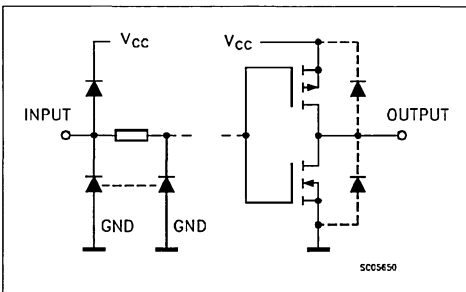 VCC
VCC
INPUT
OUTPUT
GND
GND
SC05650